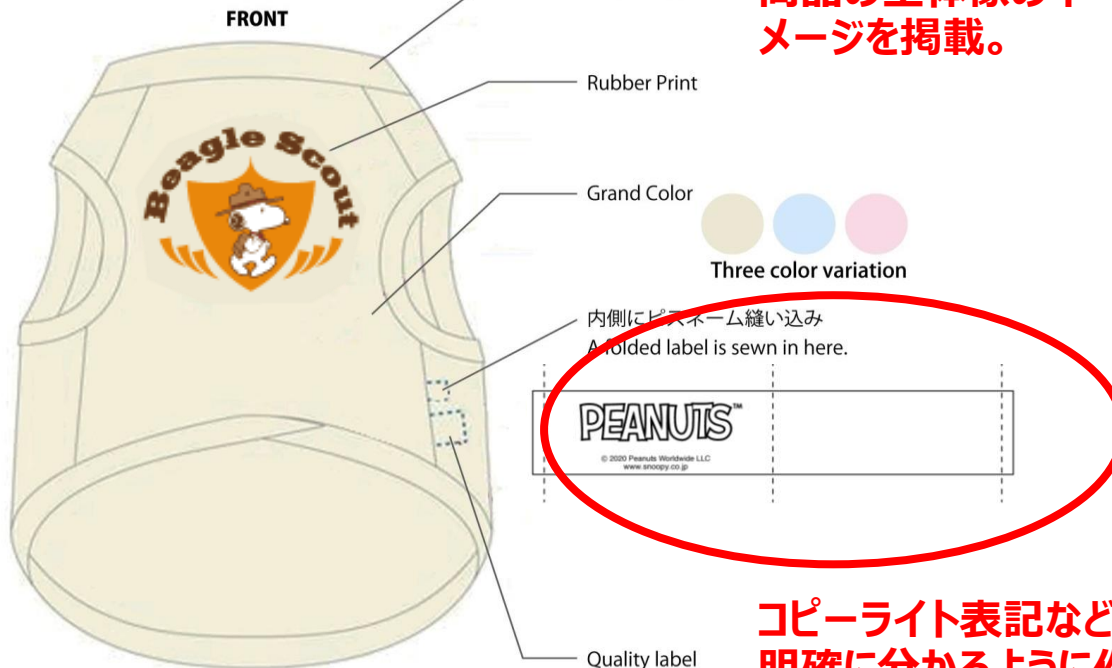 FRONT
メージを掲載。
Rubber Print
Beagle Scout
Grand Color
Three color variation
内側にピスネーム縫い込み
A folded label is sewn in here.
PEANUTS™
© 2020 Peanuts Worldwide LLC
www.snoopy.co.jp
コピーライト表記など
Quality label